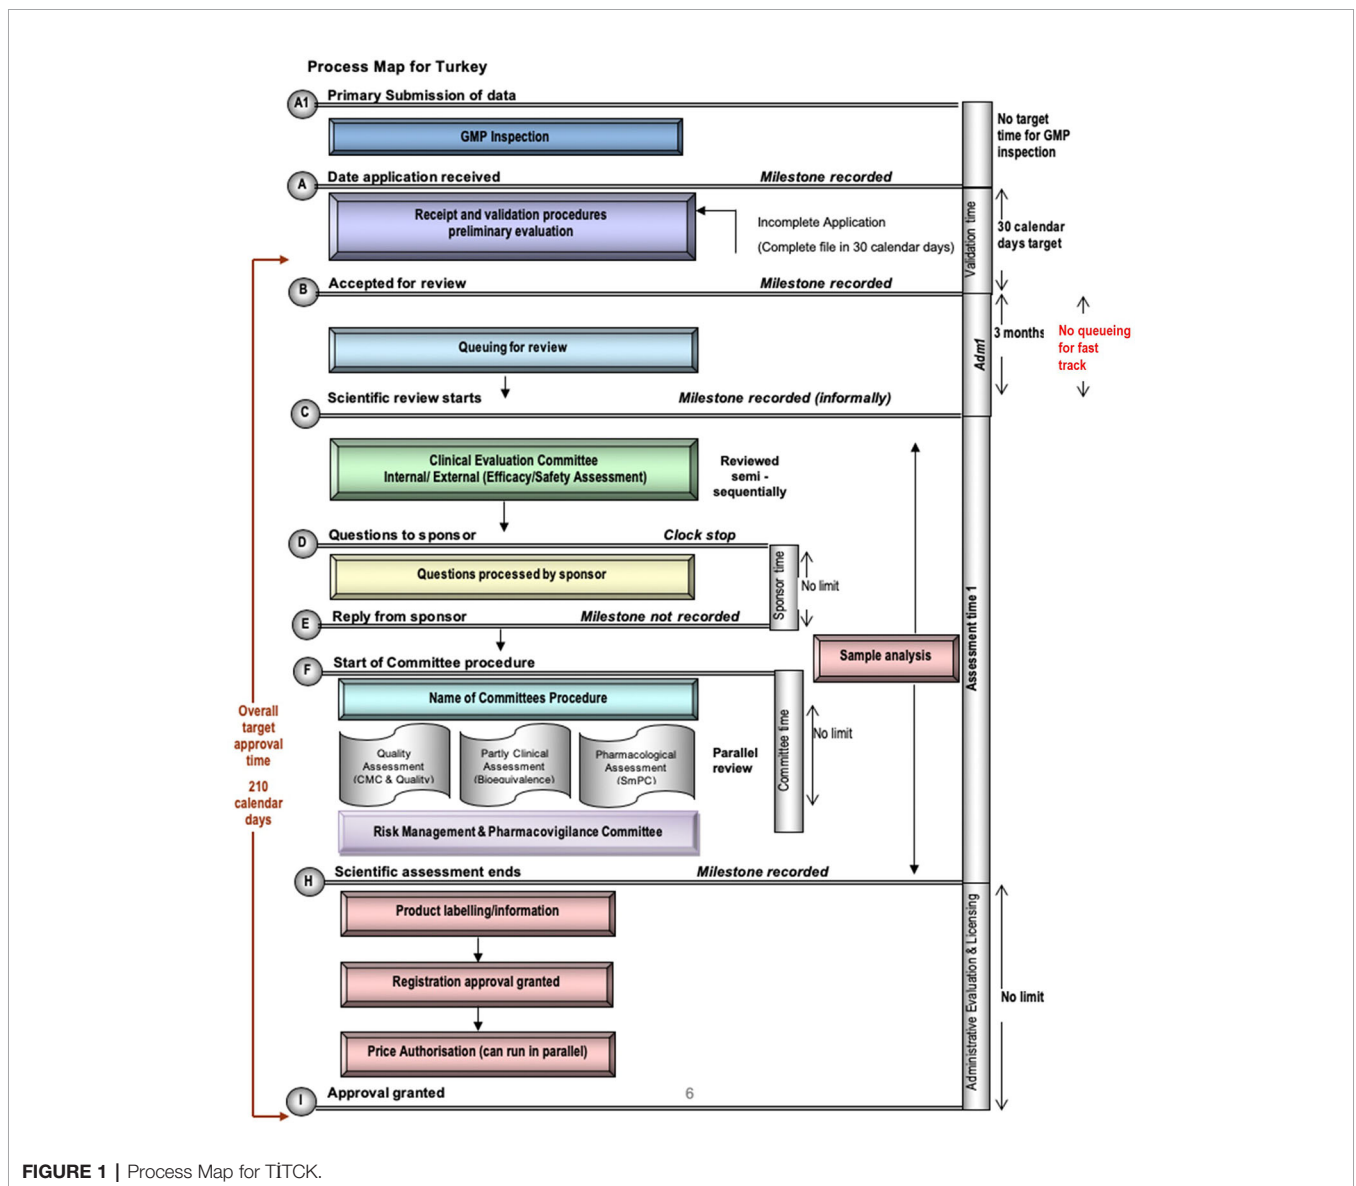 Process Map for Turkey
A1
Primary Submission of data
GMP Inspection
No target
time for GMP
inspection
A
Date application received
Milestone recorded
Receipt and validation procedures
preliminary evaluation
Incomplete Application
(Complete file in 30 calendar days)
Validation time
30 calendar
days target
B
Accepted for review
Milestone recorded
Queuing for review
Adm1
3 months
No queueing
for fast
track
C
Scientific review starts
Milestone recorded (informally)
Clinical Evaluation Committee
Internal/ External (Efficacy/Safety Assessment)
Reviewed
semi -
sequentially
D
Questions to sponsor
Clock stop
Questions processed by sponsor
Sponsor time
No limit
E
Reply from sponsor
Milestone not recorded
Sample analysis
Assessment time 1
F
Start of Committee procedure
Name of Committees Procedure
Quality
Assessment
(CMC & Quality)
Partly Clinical
Assessment
(Bioequivalence)
Pharmacological
Assessment
(SmPC)
Parallel
review
Committee time
No limit
Risk Management & Pharmacovigilance Committee
Overall
target
approval
time
210
calendar
days
H
Scientific assessment ends
Milestone recorded
Product labelling/information
Registration approval granted
Price Authorisation (can run in parallel)
Administrative Evaluation & Licensing
No limit
I
Approval granted
6
FIGURE 1 | Process Map for TİTCK.